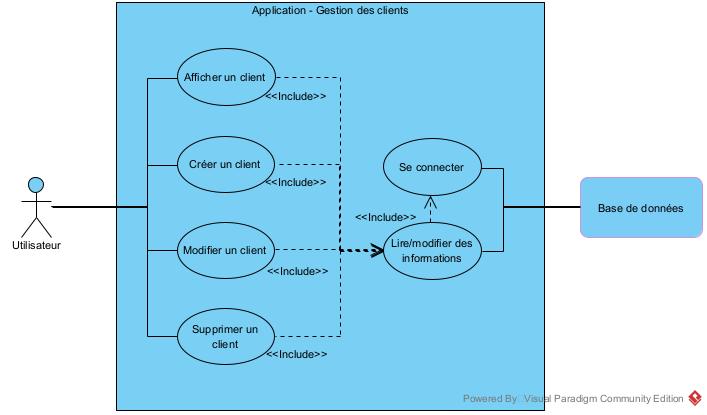 Application - Gestion des clients
Afficher un client
<<Include>>
Créer un client
<<Include>>
Se connecter
<<Include>>
Utilisateur
Base de données
Modifier un client
<<Include>>
Lire/modifier des
informations
Supprimer un
client
<<Include>>
Powered By Visual Paradigm Community Edition